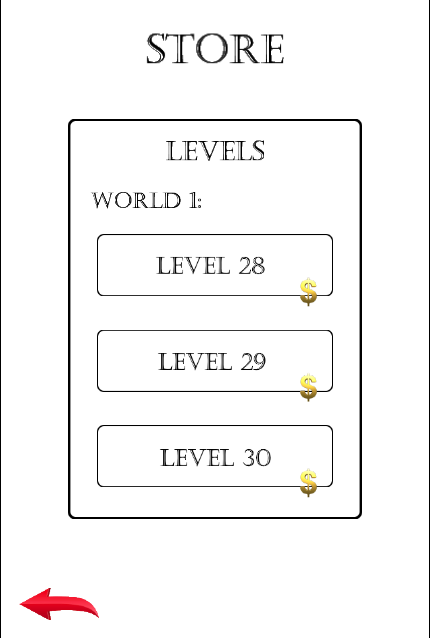 STORE
LEVELS
WORLD 1:
LEVEL 28
$
LEVEL 29
$
LEVEL 30
$